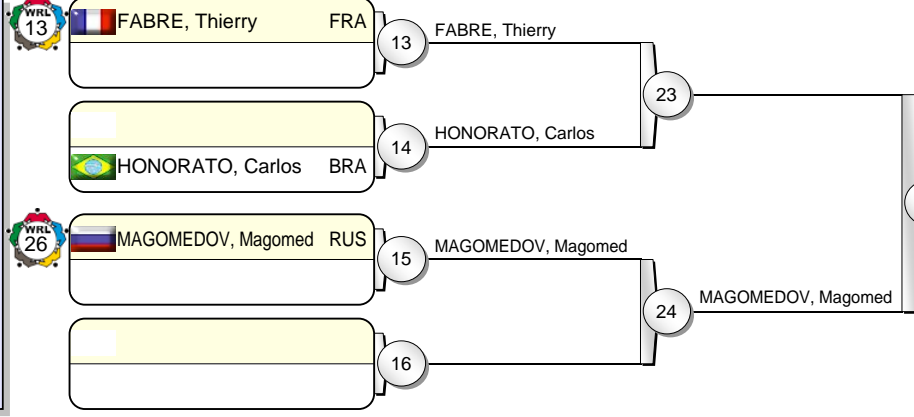 WRL
13
FABRE, Thierry FRA
13
FABRE, Thierry
23
14
HONORATO, Carlos
HONORATO, Carlos BRA
WRL
26
MAGOMEDOV, Magomed RUS
15
MAGOMEDOV, Magomed
24
MAGOMEDOV, Magomed
16